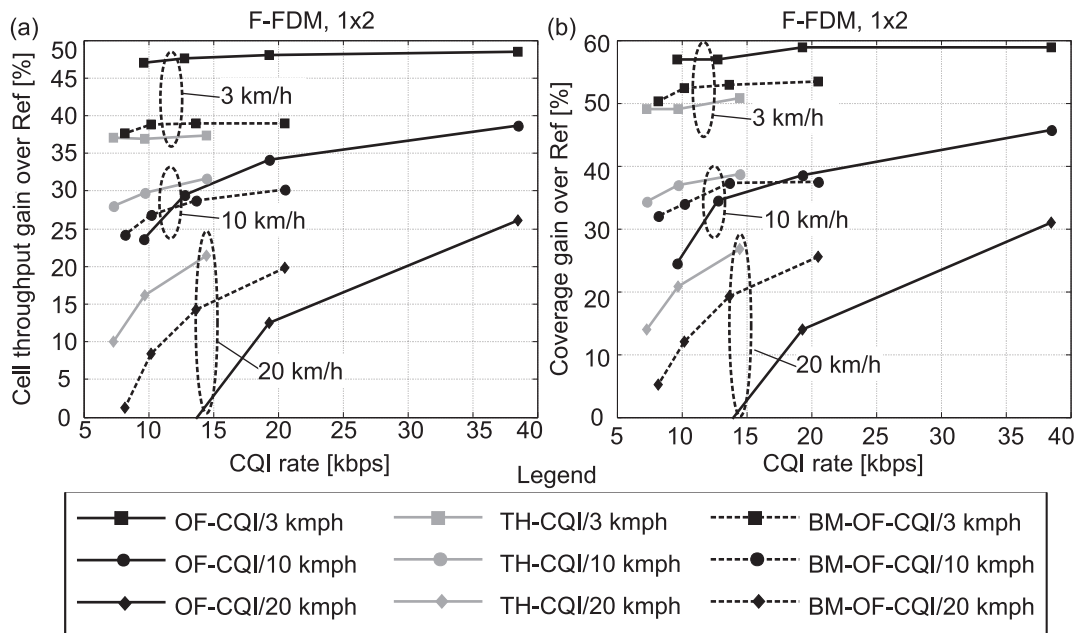 (a)
F-FDM, 1x2
Cell throughput gain over Ref [%]
50
45
40
35
30
25
20
15
10
5
0
3 km/h
10 km/h
20 km/h
5 10 15 20 25 30 35 40
CQI rate [kbps]
(b)
F-FDM, 1x2
Coverage gain over Ref [%]
60
50
40
30
20
10
0
3 km/h
10 km/h
20 km/h
5 10 15 20 25 30 35 40
CQI rate [kbps]
Legend
OF-CQI/3 kmph TH-CQI/3 kmph BM-OF-CQI/3 kmph
OF-CQI/10 kmph TH-CQI/10 kmph BM-OF-CQI/10 kmph
OF-CQI/20 kmph TH-CQI/20 kmph BM-OF-CQI/20 kmph